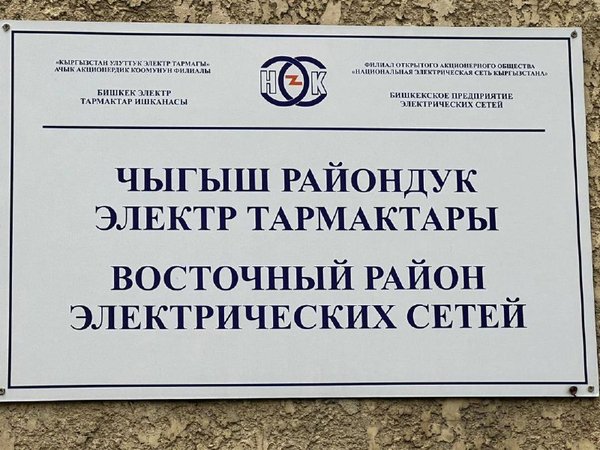 «КЫРГЫЗСТАН УЛУТТУК ЭЛЕКТР ТАРМАГЫ»
АЧЫК АКЦИОНЕРДИК КООМУНУН ФИЛИАЛЫ
БИШКЕК ЭЛЕКТР
ТАРМАКТАР ИШКАНАСЫ
НЭК
ФИЛИАЛ ОТКРЫТОГО АКЦИОНЕРНОГО ОБЩЕСТВА
«НАЦИОНАЛЬНАЯ ЭЛЕКТРИЧЕСКАЯ СЕТЬ КЫРГЫЗСТАНА»
БИШКЕКСКОЕ ПРЕДПРИЯТИЕ
ЭЛЕКТРИЧЕСКИХ СЕТЕЙ
ЧЫГЫШ РАЙОНДУК
ЭЛЕКТР ТАРМАКТАРЫ
ВОСТОЧНЫЙ РАЙОН
ЭЛЕКТРИЧЕСКИХ СЕТЕЙ